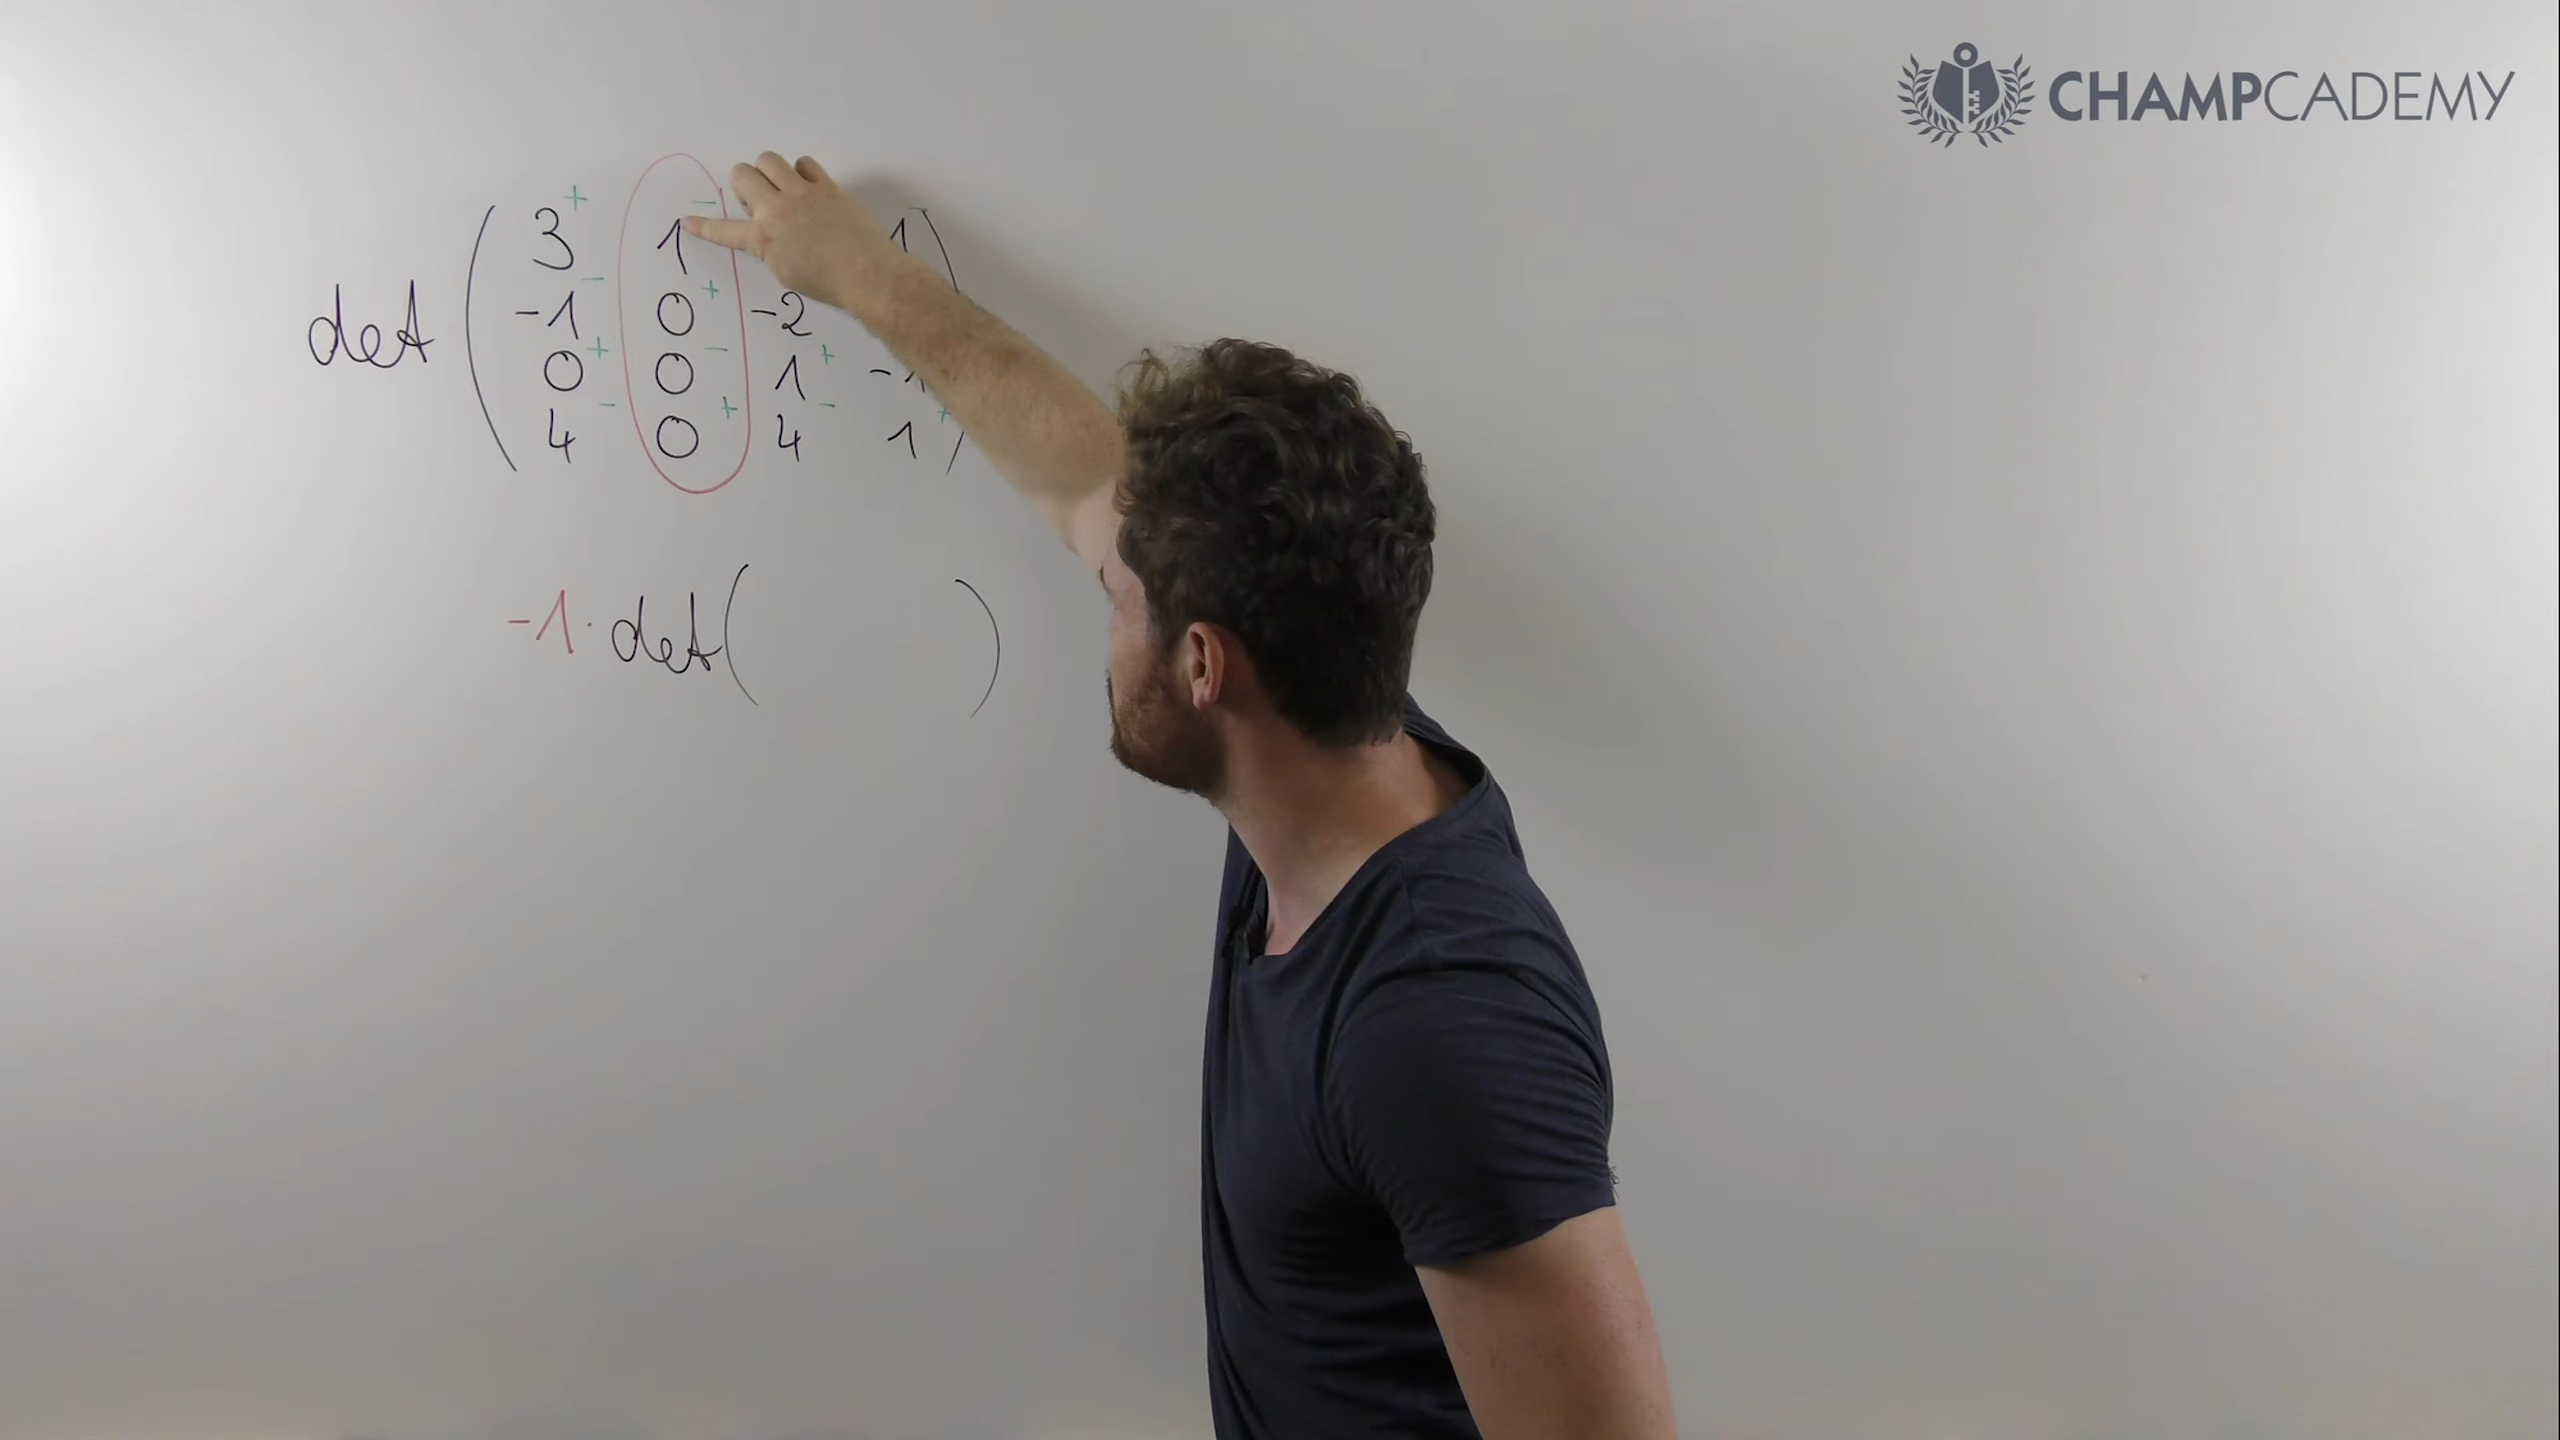 CHAMPCADEMY
+ -
3 1 1
- +
det -1 0 -2
+ - +
0 0 1 -1
- + - +
4 0 4 1
-1 · det( )